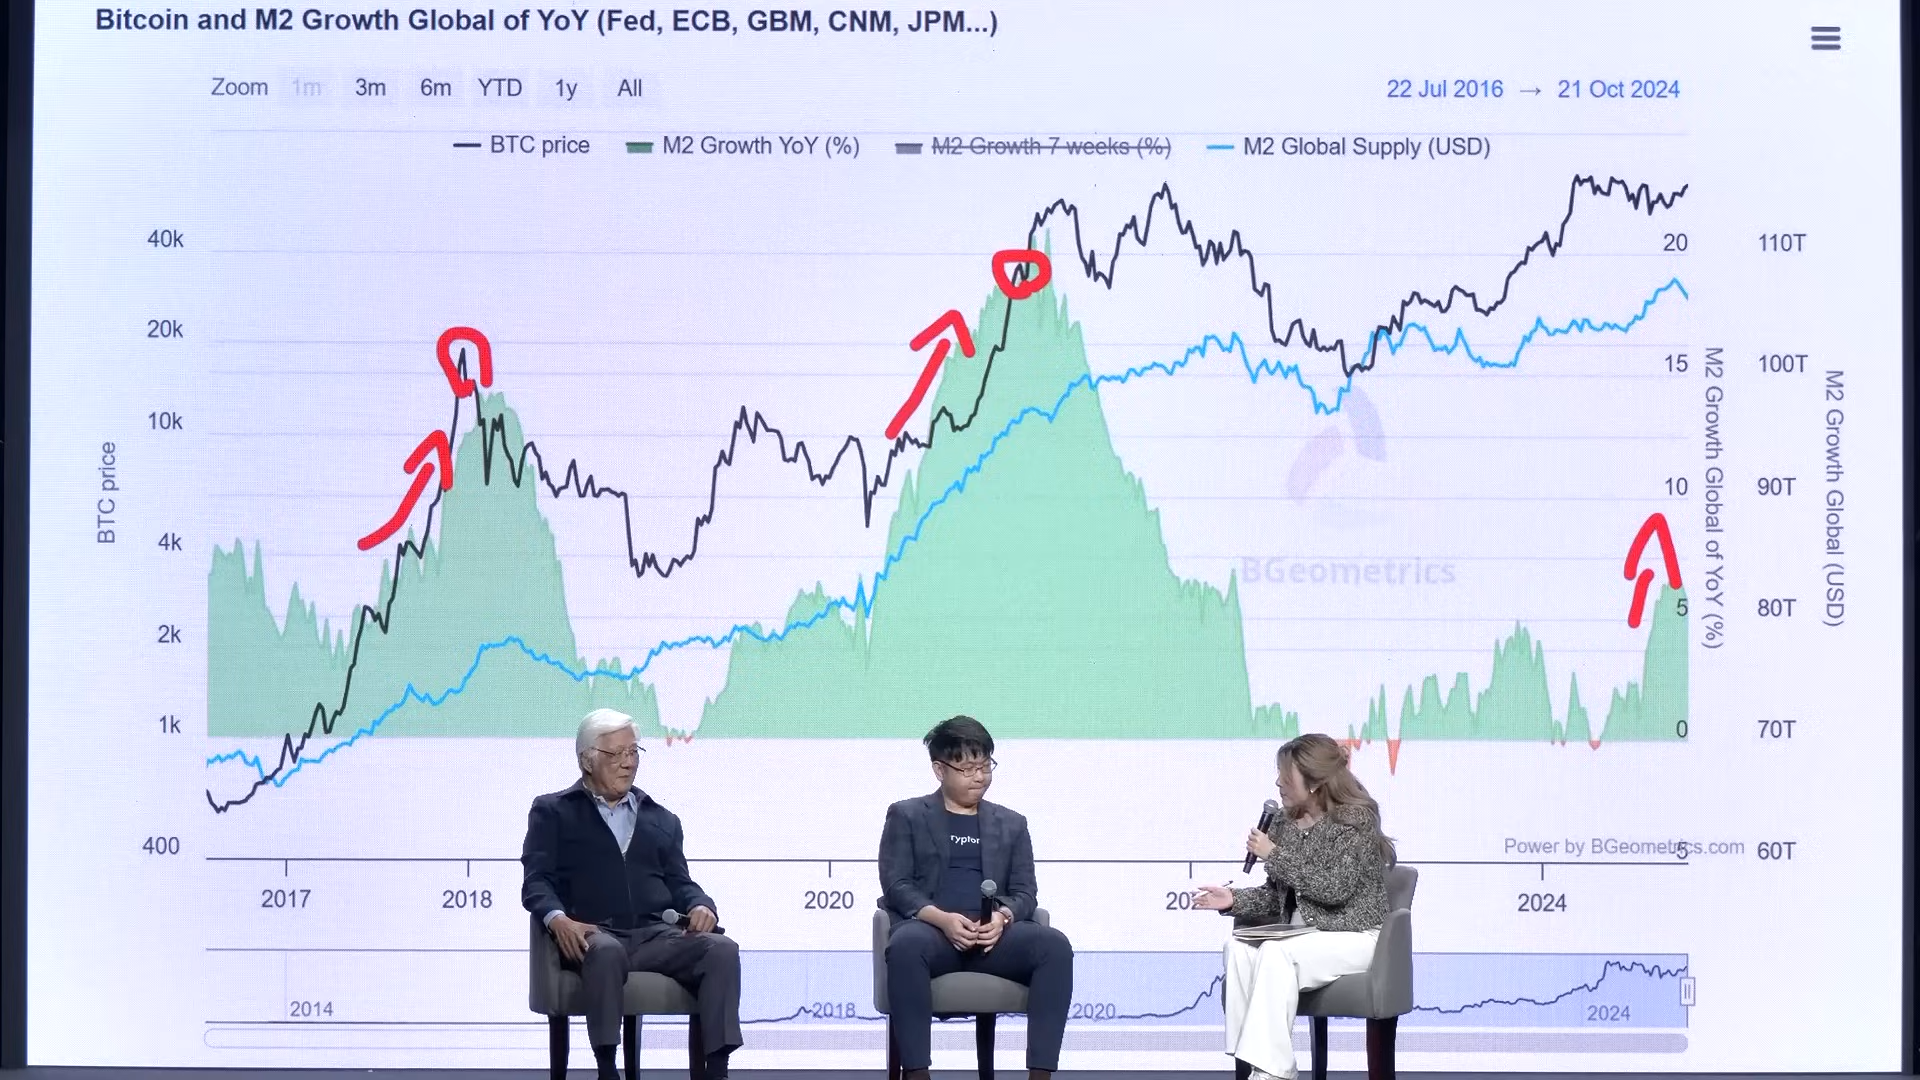 Bitcoin and M2 Growth Global of YoY (Fed, ECB, GBM, CNM, JPM...)
Zoom 1m 3m 6m YTD 1y All
22 Jul 2016 → 21 Oct 2024
BTC price
M2 Growth YoY (%)
M2 Growth 7 weeks (%)
M2 Global Supply (USD)
40k
20k
10k
4k
2k
1k
400
BTC price
20
15
10
5
0
M2 Growth Global of YoY (%)
110T
100T
90T
80T
70T
60T
M2 Growth Global (USD)
BGeometrics
Power by BGeometrics.com
2017
2018
2020
2024
2014
2018
2020
2024